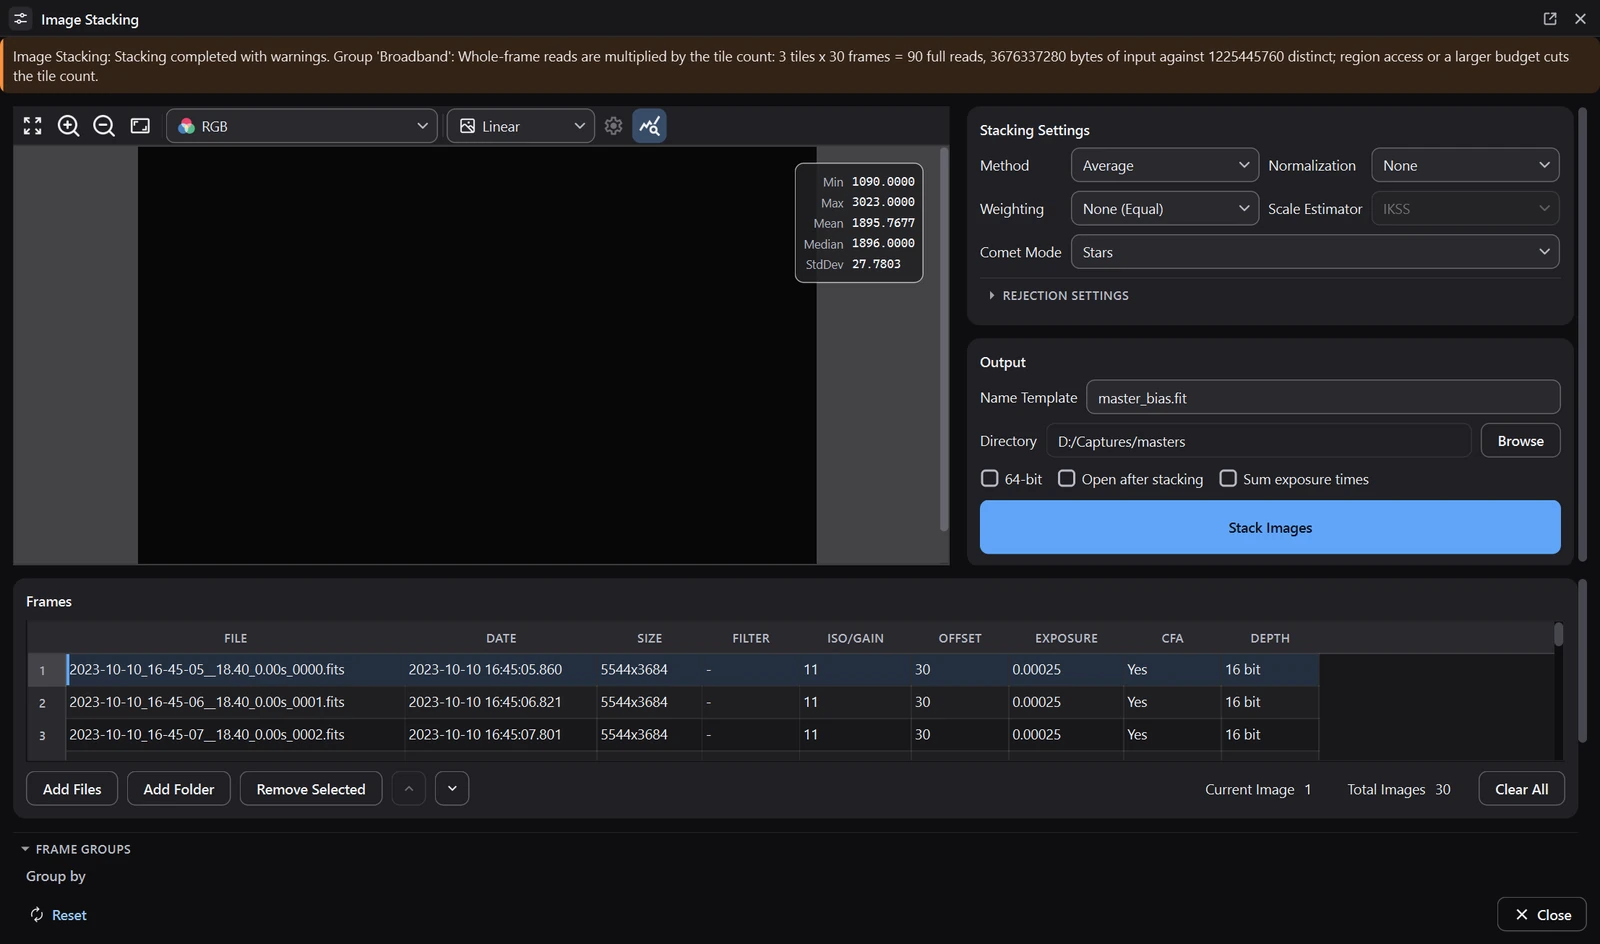 Image Stacking
Image Stacking: Stacking completed with warnings. Group 'Broadband': Whole-frame reads are multiplied by the tile count: 3 tiles x 30 frames = 90 full reads, 3676337280 bytes of input against 1225445760 distinct; region access or a larger budget cuts
the tile count.
RGB
Linear
Min 1090.0000
Max 3023.0000
Mean 1895.7677
Median 1896.0000
StdDev 27.7803
Stacking Settings
Method Average Normalization None
Weighting None (Equal) Scale Estimator IKSS
Comet Mode Stars
REJECTION SETTINGS
Output
Name Template master_bias.fit
Directory D:/Captures/masters Browse
64-bit Open after stacking Sum exposure times
Stack Images
Frames
FILE DATE SIZE FILTER ISO/GAIN OFFSET EXPOSURE CFA DEPTH
1 2023-10-10_16-45-05__18.40_0.00s_0000.fits 2023-10-10 16:45:05.860 5544x3684 - 11 30 0.00025 Yes 16 bit
2 2023-10-10_16-45-06__18.40_0.00s_0001.fits 2023-10-10 16:45:06.821 5544x3684 - 11 30 0.00025 Yes 16 bit
3 2023-10-10_16-45-07__18.40_0.00s_0002.fits 2023-10-10 16:45:07.801 5544x3684 - 11 30 0.00025 Yes 16 bit
Add Files Add Folder Remove Selected Current Image 1 Total Images 30 Clear All
FRAME GROUPS
Group by
Reset
Close